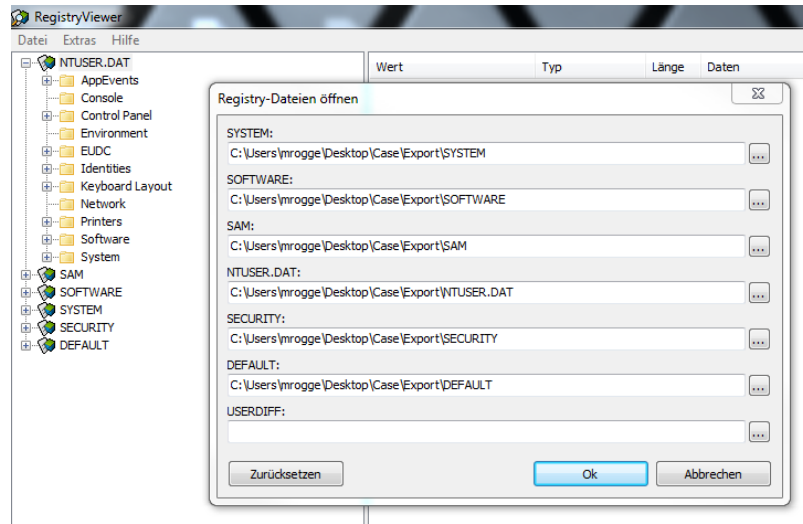 RegistryViewer
Datei Extras Hilfe
NTUSER.DAT
AppEvents
Console
Control Panel
Environment
EUDC
Identities
Keyboard Layout
Network
Printers
Software
System
SAM
SOFTWARE
SYSTEM
SECURITY
DEFAULT
Wert Typ Länge Daten
Registry-Dateien öffnen
SYSTEM:
C:\Users\mrogge\Desktop\Case\Export\SYSTEM
...
SOFTWARE:
C:\Users\mrogge\Desktop\Case\Export\SOFTWARE
...
SAM:
C:\Users\mrogge\Desktop\Case\Export\SAM
...
NTUSER.DAT:
C:\Users\mrogge\Desktop\Case\Export\NTUSER.DAT
...
SECURITY:
C:\Users\mrogge\Desktop\Case\Export\SECURITY
...
DEFAULT:
C:\Users\mrogge\Desktop\Case\Export\DEFAULT
...
USERDIFF:
...
Zurücksetzen Ok Abbrechen